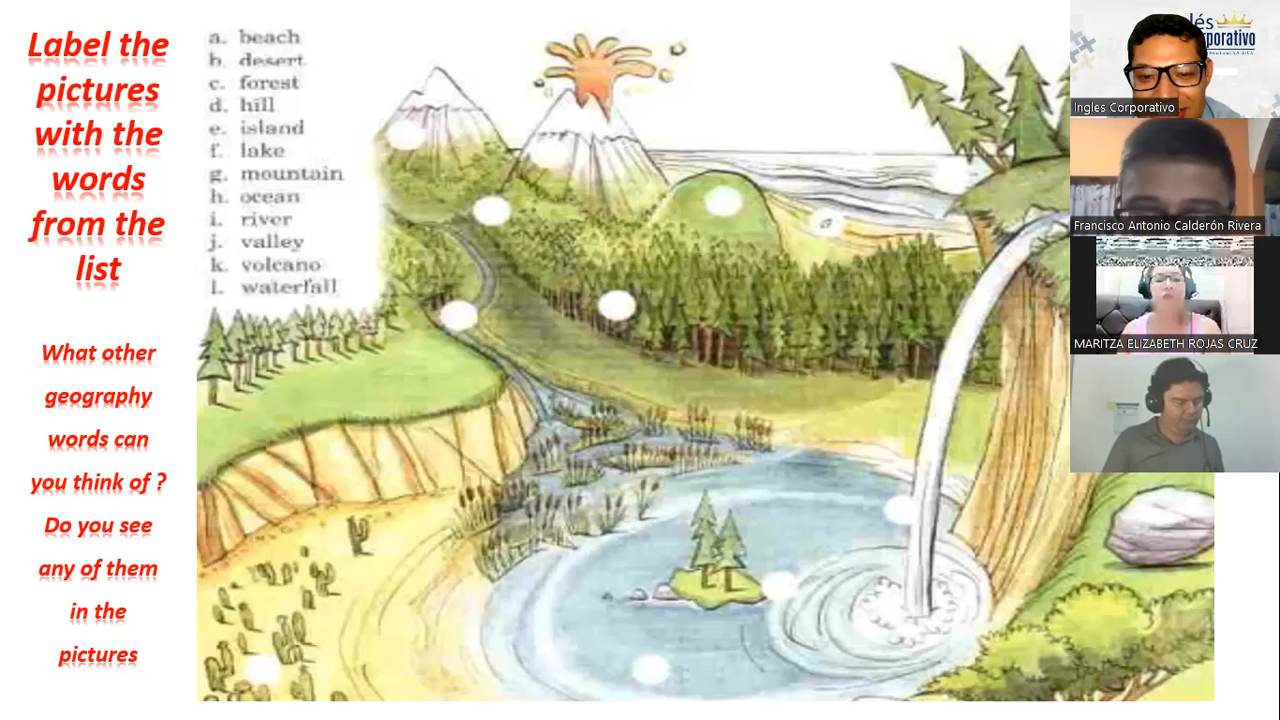 Label the
pictures
with the
words
from the
list
What other
geography
words can
you think of ?
Do you see
any of them
in the
pictures
a. beach
b. desert
c. forest
d. hill
e. island
f. lake
g. mountain
h. ocean
i. river
j. valley
k. volcano
l. waterfall
a
Ingles Corporativo
Francisco Antonio Calderón Rivera
MARITZA ELIZABETH ROJAS CRUZ